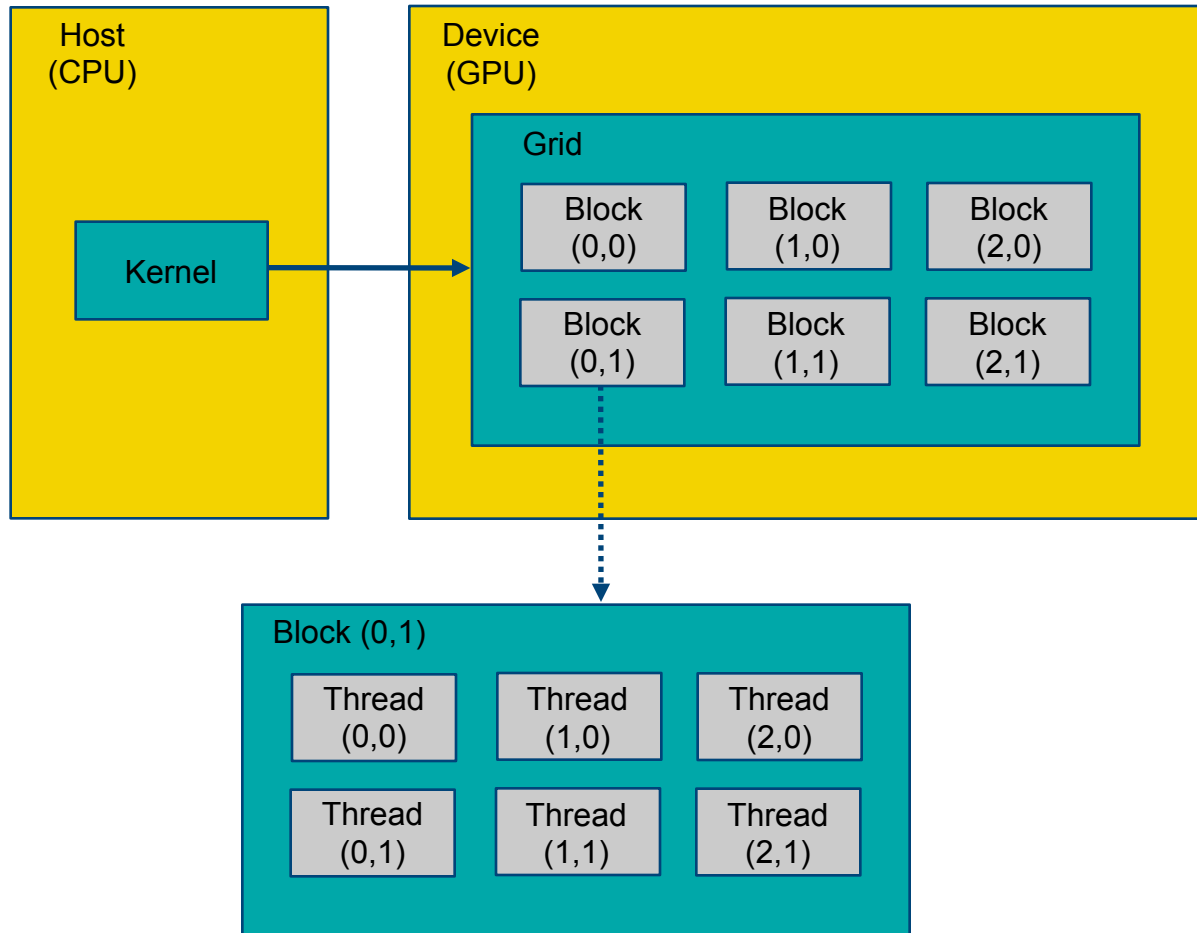 Host
(CPU)
Device
(GPU)
Grid
Block
(0,0)
Block
(1,0)
Block
(2,0)
Kernel
Block
(0,1)
Block
(1,1)
Block
(2,1)
Block (0,1)
Thread
(0,0)
Thread
(1,0)
Thread
(2,0)
Thread
(0,1)
Thread
(1,1)
Thread
(2,1)